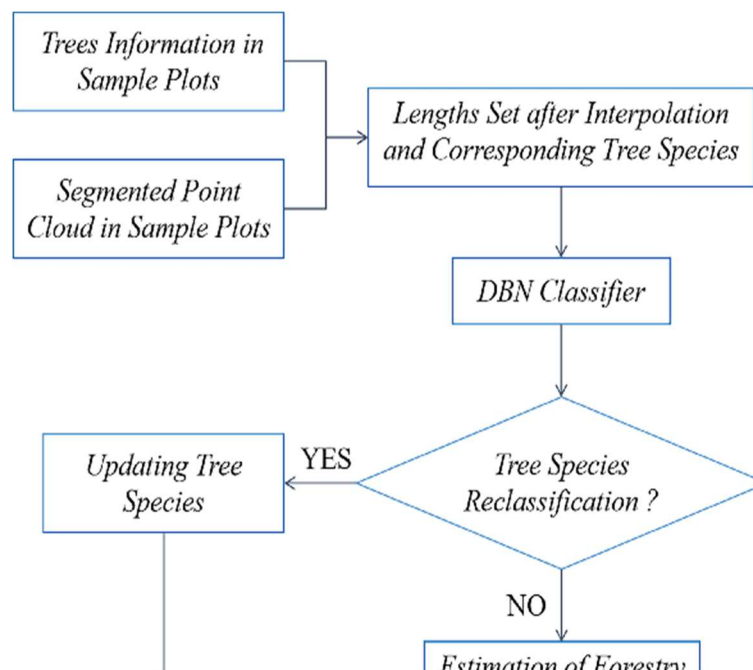 Trees Information in
Sample Plots
Segmented Point
Cloud in Sample Plots
Lengths Set after Interpolation
and Corresponding Tree Species
DBN Classifier
Tree Species
Reclassification ?
YES
Updating Tree
Species
NO
Estimation of Forestry